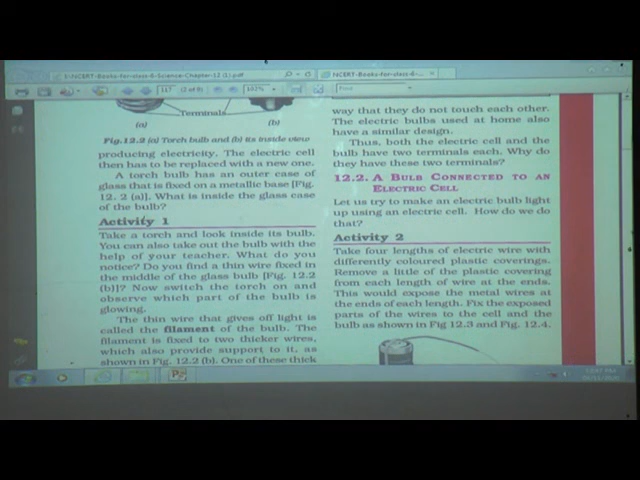 X:\NCERT-Books-for-class-6-Science-Chapter-12 (1).pdf
NCERT-Books-for-class-6-...
117 (2 of 9) 102%
Find
Terminals
(a) (b)
Fig.12.2 (a) Torch bulb and (b) its inside view
producing electricity. The electric cell
then has to be replaced with a new one.
A torch bulb has an outer case of
glass that is fixed on a metallic base [Fig.
12. 2 (a)]. What is inside the glass case
of the bulb?
Activity 1
Take a torch and look inside its bulb.
You can also take out the bulb with the
help of your teacher. What do you
notice? Do you find a thin wire fixed in
the middle of the glass bulb [Fig. 12.2
(b)]? Now switch the torch on and
observe which part of the bulb is
glowing.
The thin wire that gives off light is
called the filament of the bulb. The
filament is fixed to two thicker wires,
which also provide support to it, as
shown in Fig. 12.2 (b). One of these thick
way that they do not touch each other.
The electric bulbs used at home also
have a similar design.
Thus, both the electric cell and the
bulb have two terminals each. Why do
they have these two terminals?
12.2. A BULB CONNECTED TO AN
ELECTRIC CELL
Let us try to make an electric bulb light
up using an electric cell. How do we do
that?
Activity 2
Take four lengths of electric wire with
differently coloured plastic coverings.
Remove a little of the plastic covering
from each length of wire at the ends.
This would expose the metal wires at
the ends of each length. Fix the exposed
parts of the wires to the cell and the
bulb as shown in Fig 12.3 and Fig. 12.4.